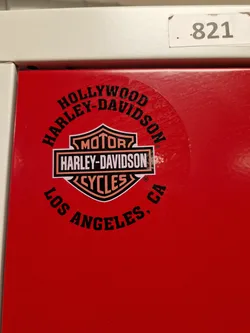 821
HOLLYWOOD
HARLEY-DAVIDSON
MOTOR
HARLEY-DAVIDSON
CYCLES
LOS ANGELES, CA